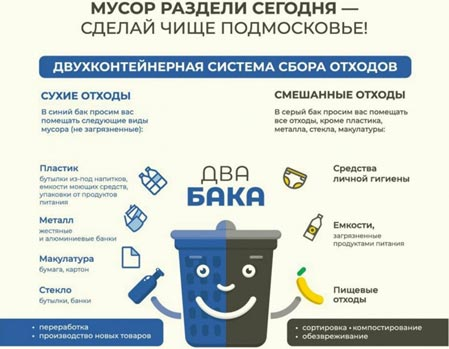 МУСОР РАЗДЕЛИ СЕГОДНЯ —
СДЕЛАЙ ЧИЩЕ ПОДМОСКОВЬЕ!
ДВУХКОНТЕЙНЕРНАЯ СИСТЕМА СБОРА ОТХОДОВ
СУХИЕ ОТХОДЫ
В синий бак просим вас
помещать следующие виды
мусора (не загрязненные):
Пластик
бутылки из-под напитков,
емкости моющих средств,
упаковки от продуктов
питания
Металл
жестяные
и алюминиевые банки
Макулатура
бумага, картон
Стекло
бутылки, банки
• переработка
• производство новых товаров
ДВА
БАКА
СМЕШАННЫЕ ОТХОДЫ
В серый бак просим вас помещать
все отходы, кроме пластика,
металла, стекла, макулатуры:
Средства
личной гигиены
Емкости,
загрязненные
продуктами питания
Пищевые
отходы
• сортировка • компостирование
• обезвреживание